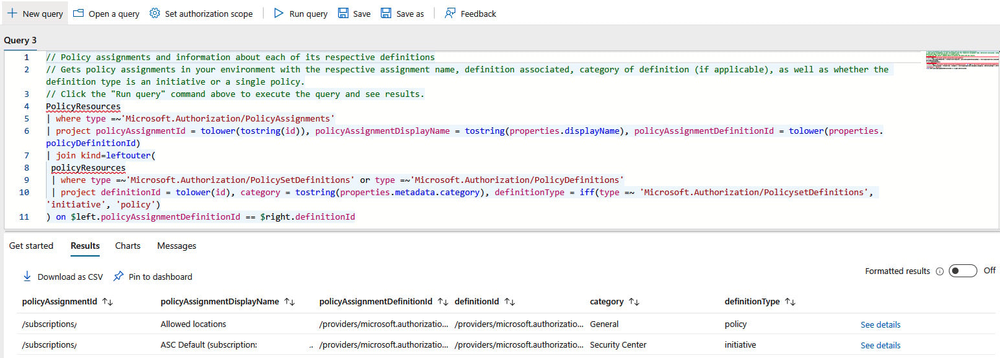 New query Open a query Set authorization scope Run query Save Save as Feedback
Query 3
1 // Policy assignments and information about each of its respective definitions
2 // Gets policy assignments in your environment with the respective assignment name, definition associated, category of definition (if applicable), as well as whether the
definition type is an initiative or a single policy.
3 // Click the "Run query" command above to execute the query and see results.
4 PolicyResources
5 | where type =~'Microsoft.Authorization/PolicyAssignments'
6 | project policyAssignmentId = tolower(tostring(id)), policyAssignmentDisplayName = tostring(properties.displayName), policyAssignmentDefinitionId = tolower(properties.
policyDefinitionId)
7 | join kind=leftouter(
8 policyResources
9 | where type =~'Microsoft.Authorization/PolicySetDefinitions' or type =~'Microsoft.Authorization/PolicyDefinitions'
10 | project definitionId = tolower(id), category = tostring(properties.metadata.category), definitionType = iff(type =~ 'Microsoft.Authorization/PolicysetDefinitions',
'initiative', 'policy')
11 ) on $left.policyAssignmentDefinitionId == $right.definitionId
Get started Results Charts Messages
Download as CSV Pin to dashboard Formatted results Off
policyAssignmentId policyAssignmentDisplayName policyAssignmentDefinitionId definitionId category definitionType
/subscriptions/ Allowed locations /providers/microsoft.authorizatio... /providers/microsoft.authorizatio... General policy See details
/subscriptions/ ASC Default (subscription: .. /providers/microsoft.authorizatio... /providers/microsoft.authorizatio... Security Center initiative See details